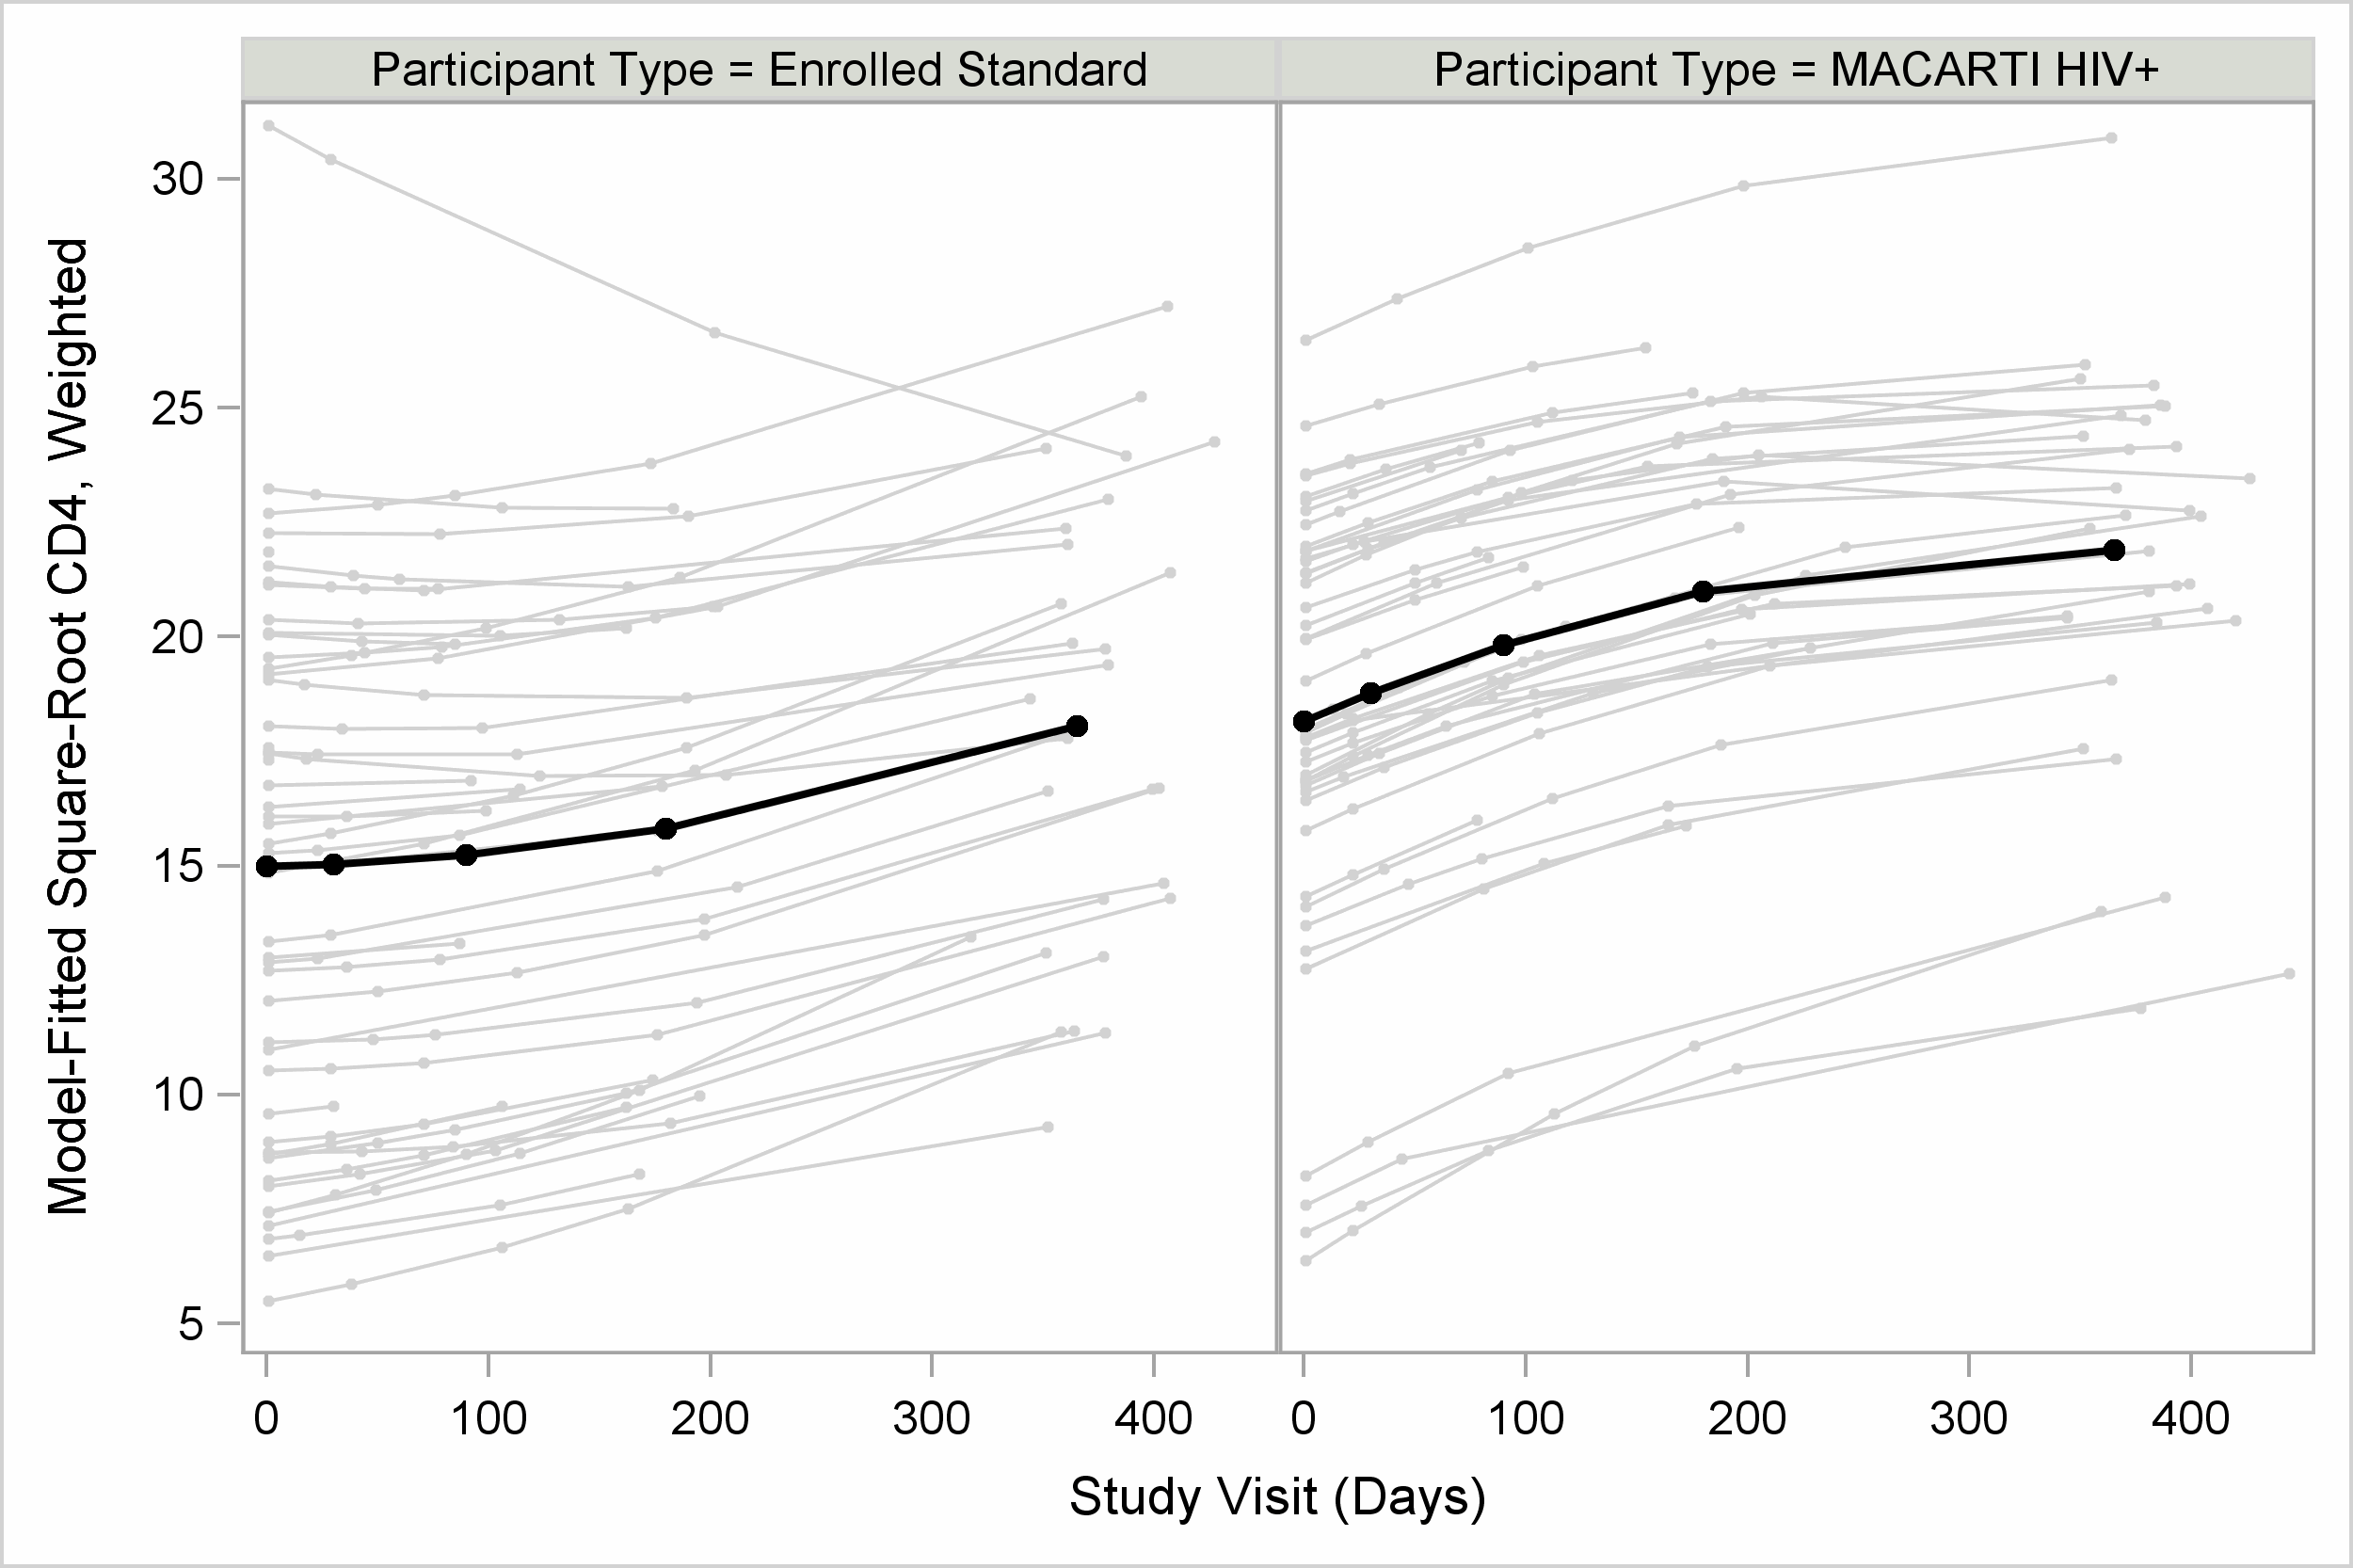 Participant Type = Enrolled Standard
Participant Type = MACARTI HIV+
Model-Fitted Square-Root CD4, Weighted
30
25
20
15
10
5
0 100 200 300 400 0 100 200 300 400
Study Visit (Days)